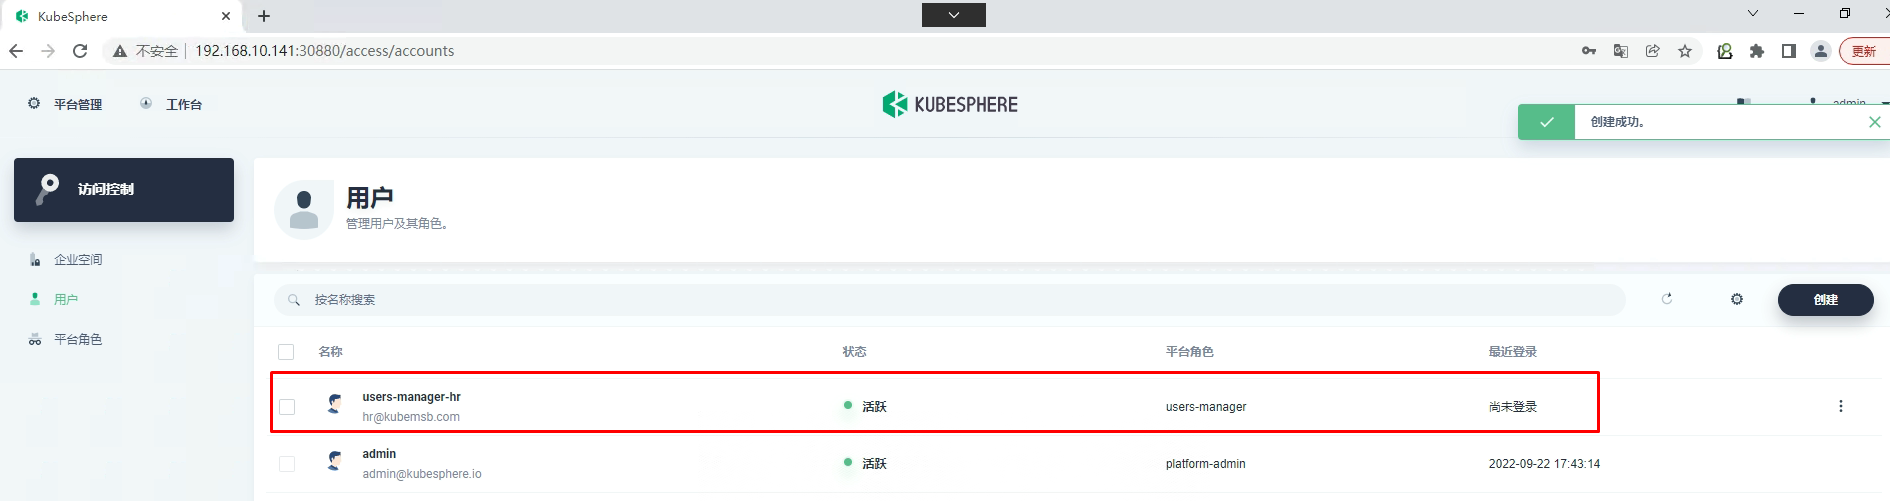 KubeSphere
不安全 192.168.10.141:30880/access/accounts
更新
平台管理 工作台 KUBESPHERE admin
创建成功。
访问控制
用户
管理用户及其角色。
企业空间
用户
平台角色
按名称搜索 创建
名称 状态 平台角色 最近登录
users-manager-hr
hr@kubemsb.com
活跃 users-manager 尚未登录
admin
admin@kubesphere.io
活跃 platform-admin 2022-09-22 17:43:14